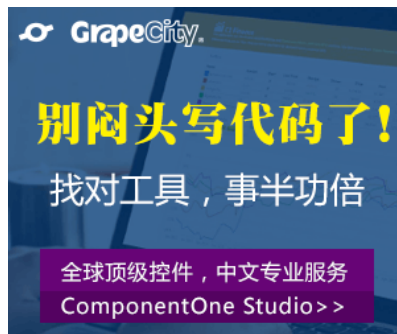 GrapeCity.
别闷头写代码了!
找对工具，事半功倍
全球顶级控件，中文专业服务
ComponentOne Studio>>